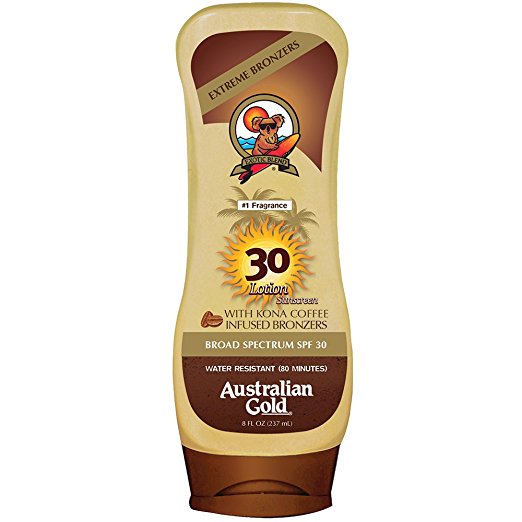 EXTREME BRONZERS
EXOTIC BLEND
®
#1 Fragrance
30
Lotion
Sunscreen
WITH KONA COFFEE
INFUSED BRONZERS
BROAD SPECTRUM SPF 30
WATER RESISTANT (80 MINUTES)
Australian
Gold®
8 FL OZ (237 mL)